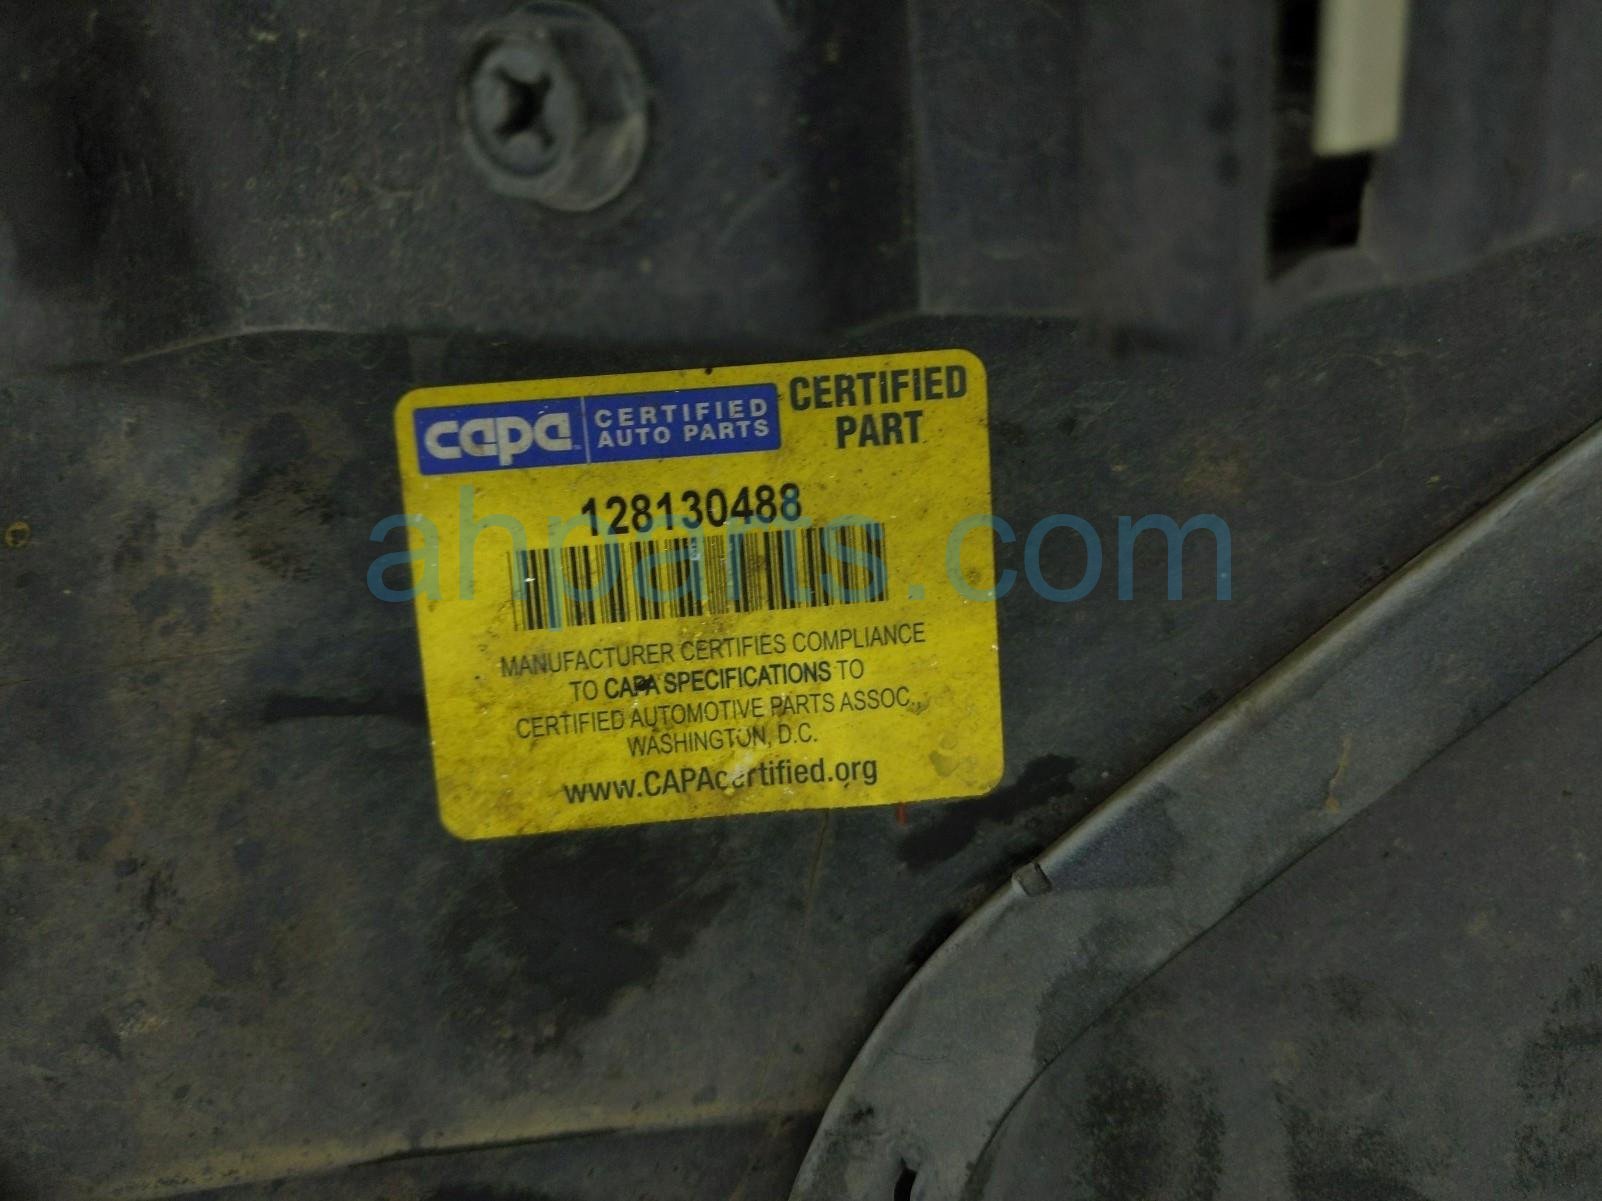 capa CERTIFIED AUTO PARTS
CERTIFIED PART
128130488
MANUFACTURER CERTIFIES COMPLIANCE
TO CAPA SPECIFICATIONS TO
CERTIFIED AUTOMOTIVE PARTS ASSOC.,
WASHINGTON, D.C.
www.CAPAcertified.org
ahparts.com